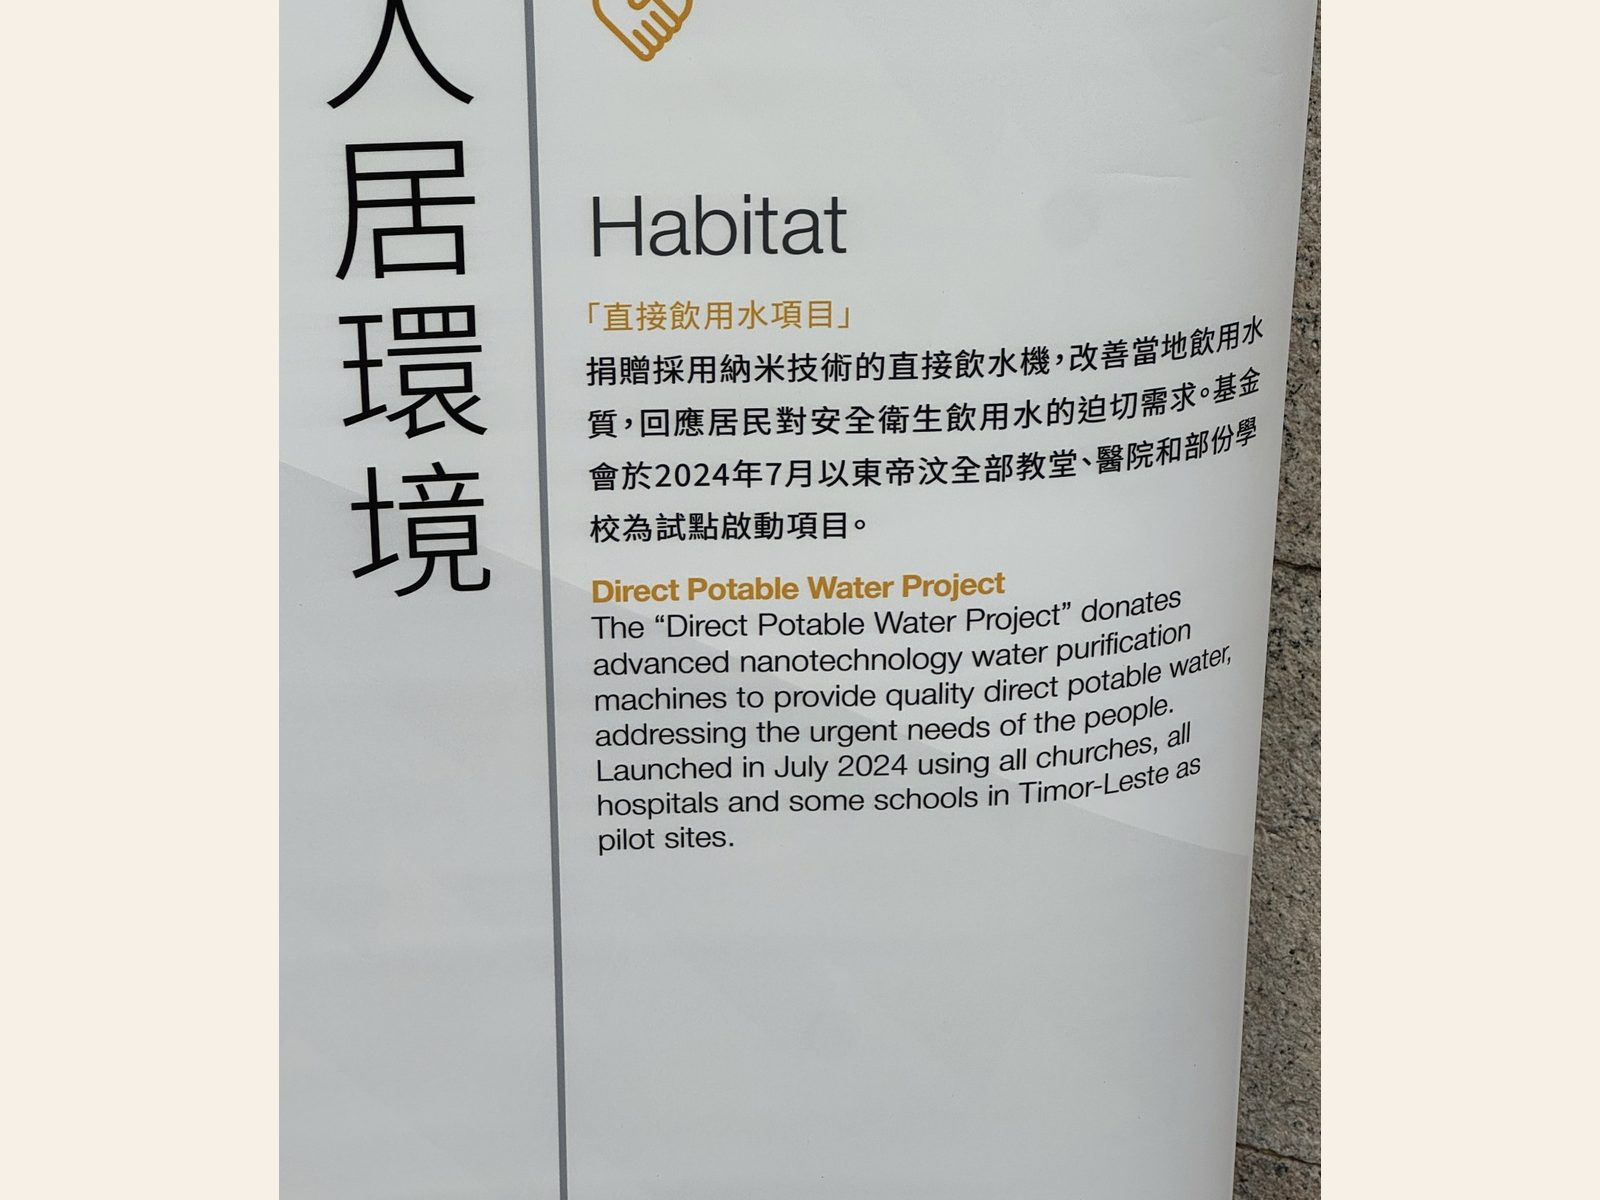 人居環境
Habitat
「直接飲用水項目」
捐贈採用納米技術的直接飲水機，改善當地飲用水
質，回應居民對安全衛生飲用水的迫切需求。基金
會於2024年7月以東帝汶全部教堂、醫院和部份學
校為試點啟動項目。
Direct Potable Water Project
The “Direct Potable Water Project” donates
advanced nanotechnology water purification
machines to provide quality direct potable water,
addressing the urgent needs of the people.
Launched in July 2024 using all churches, all
hospitals and some schools in Timor-Leste as
pilot sites.